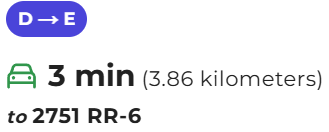 D → E
3 min (3.86 kilometers)
to 2751 RR-6